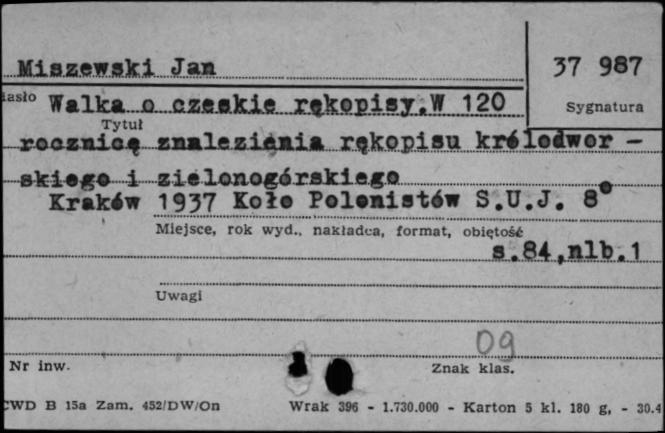 Miszewski Jan
37 987
iasło Walka o czeskie rękopisy.W 120
Sygnatura
Tytuł
rocznicę znalezienia rękopisu królodwor -
skiego i zielonogórskiego
Kraków 1937 Koło Polonistów S.U.J. 8°
Miejsce, rok wyd., nakładca, format, objętość
s.84,nlb.1
Uwagi
09
Nr inw.
Znak klas.
CWD B 15a Zam. 452/DW/On Wrak 396 - 1.730.000 - Karton 5 kl. 180 g, - 30.4